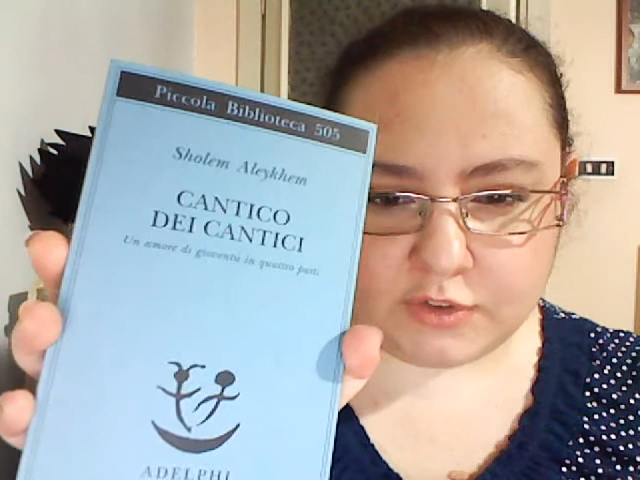 Piccola Biblioteca 505
Sholem Aleykhem
CANTICO
DEI CANTICI
Un amore di gioventù in quattro parti
ADELPHI